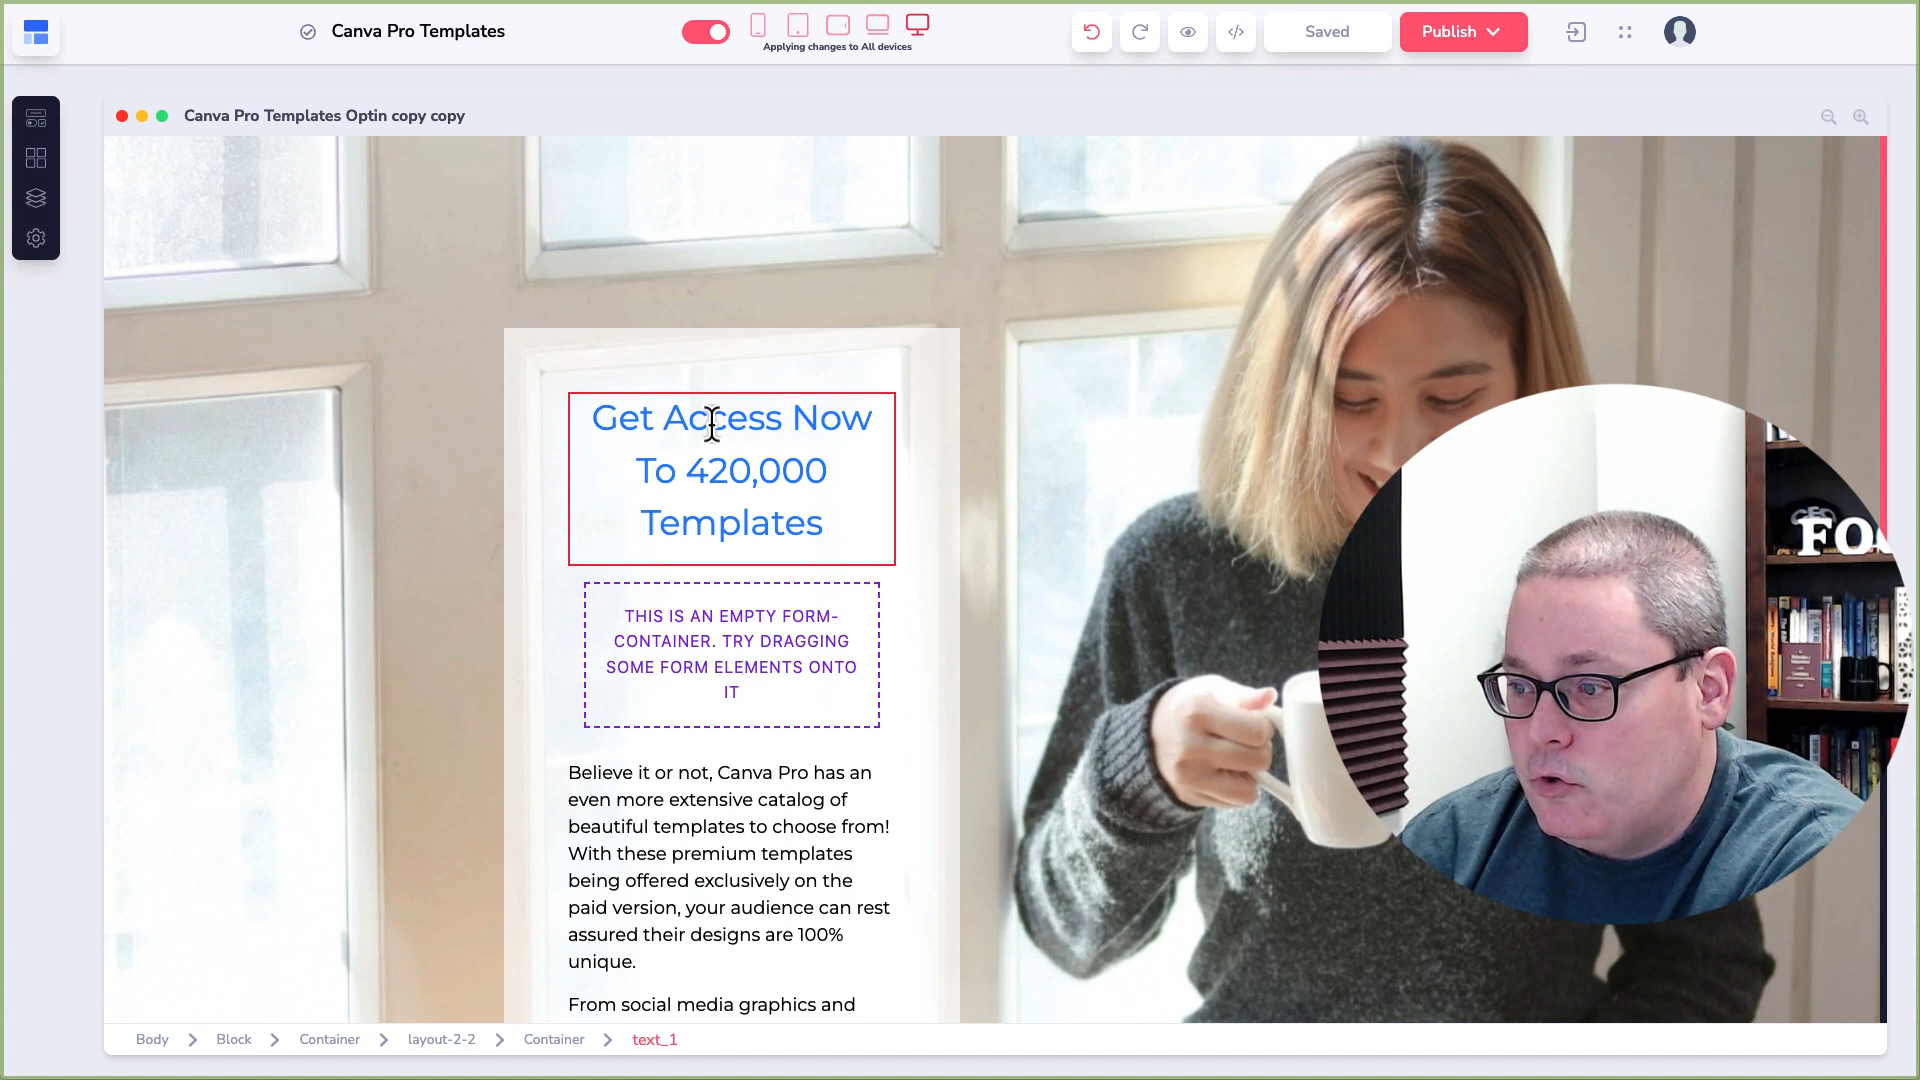 Canva Pro Templates
Applying changes to All devices
Saved
Publish
Canva Pro Templates Optin copy copy
Get Access Now
To 420,000
Templates
THIS IS AN EMPTY FORM-
CONTAINER. TRY DRAGGING
SOME FORM ELEMENTS ONTO
IT
Believe it or not, Canva Pro has an
even more extensive catalog of
beautiful templates to choose from!
With these premium templates
being offered exclusively on the
paid version, your audience can rest
assured their designs are 100%
unique.
From social media graphics and
FO
Body
Block
Container
layout-2-2
Container
text_1